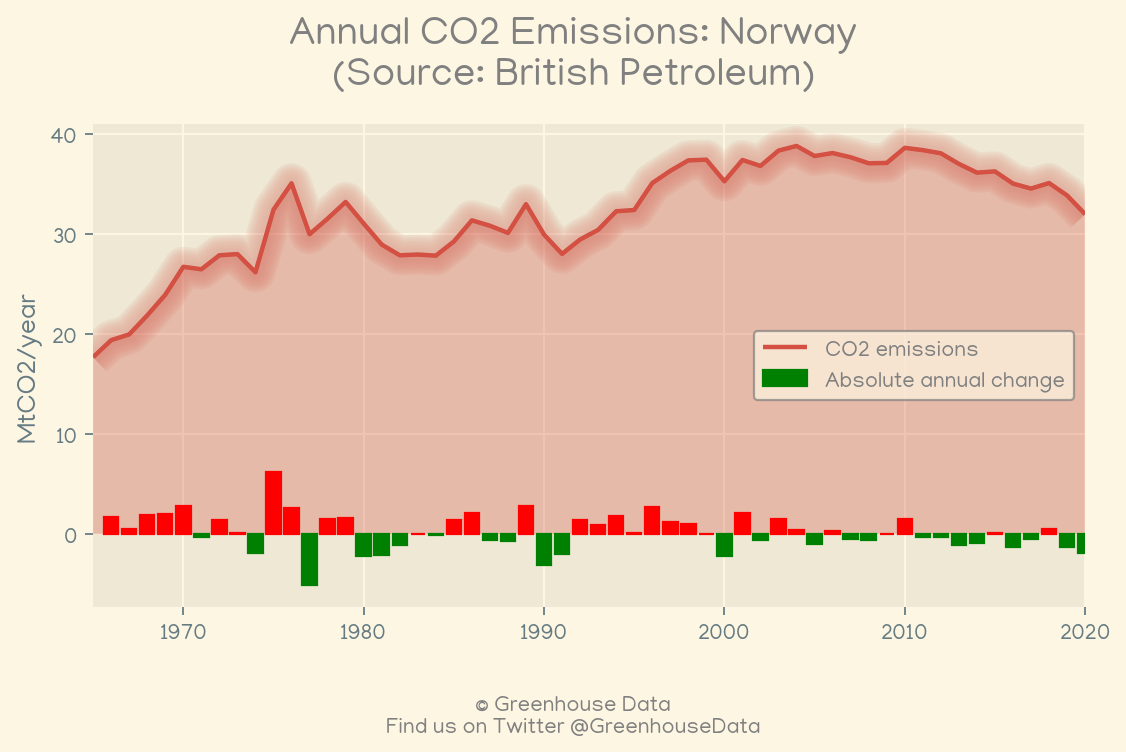 Annual CO2 Emissions: Norway
(Source: British Petroleum)
MtCO2/year
40
30
20
10
0
CO2 emissions
Absolute annual change
1970 1980 1990 2000 2010 2020
© Greenhouse Data
Find us on Twitter @GreenhouseData